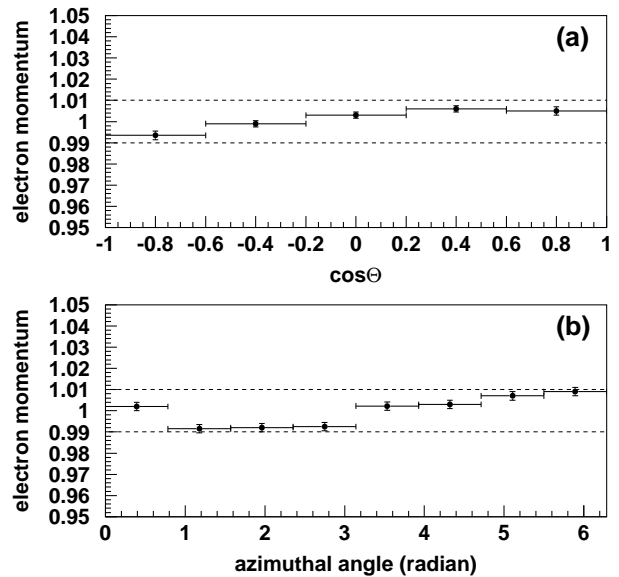 electron momentum
1.05
1.04
1.03
1.02
1.01
1
0.99
0.98
0.97
0.96
0.95
(a)
-1 -0.8 -0.6 -0.4 -0.2 0 0.2 0.4 0.6 0.8 1
cosΘ
electron momentum
1.05
1.04
1.03
1.02
1.01
1
0.99
0.98
0.97
0.96
0.95
(b)
0 1 2 3 4 5 6
azimuthal angle (radian)